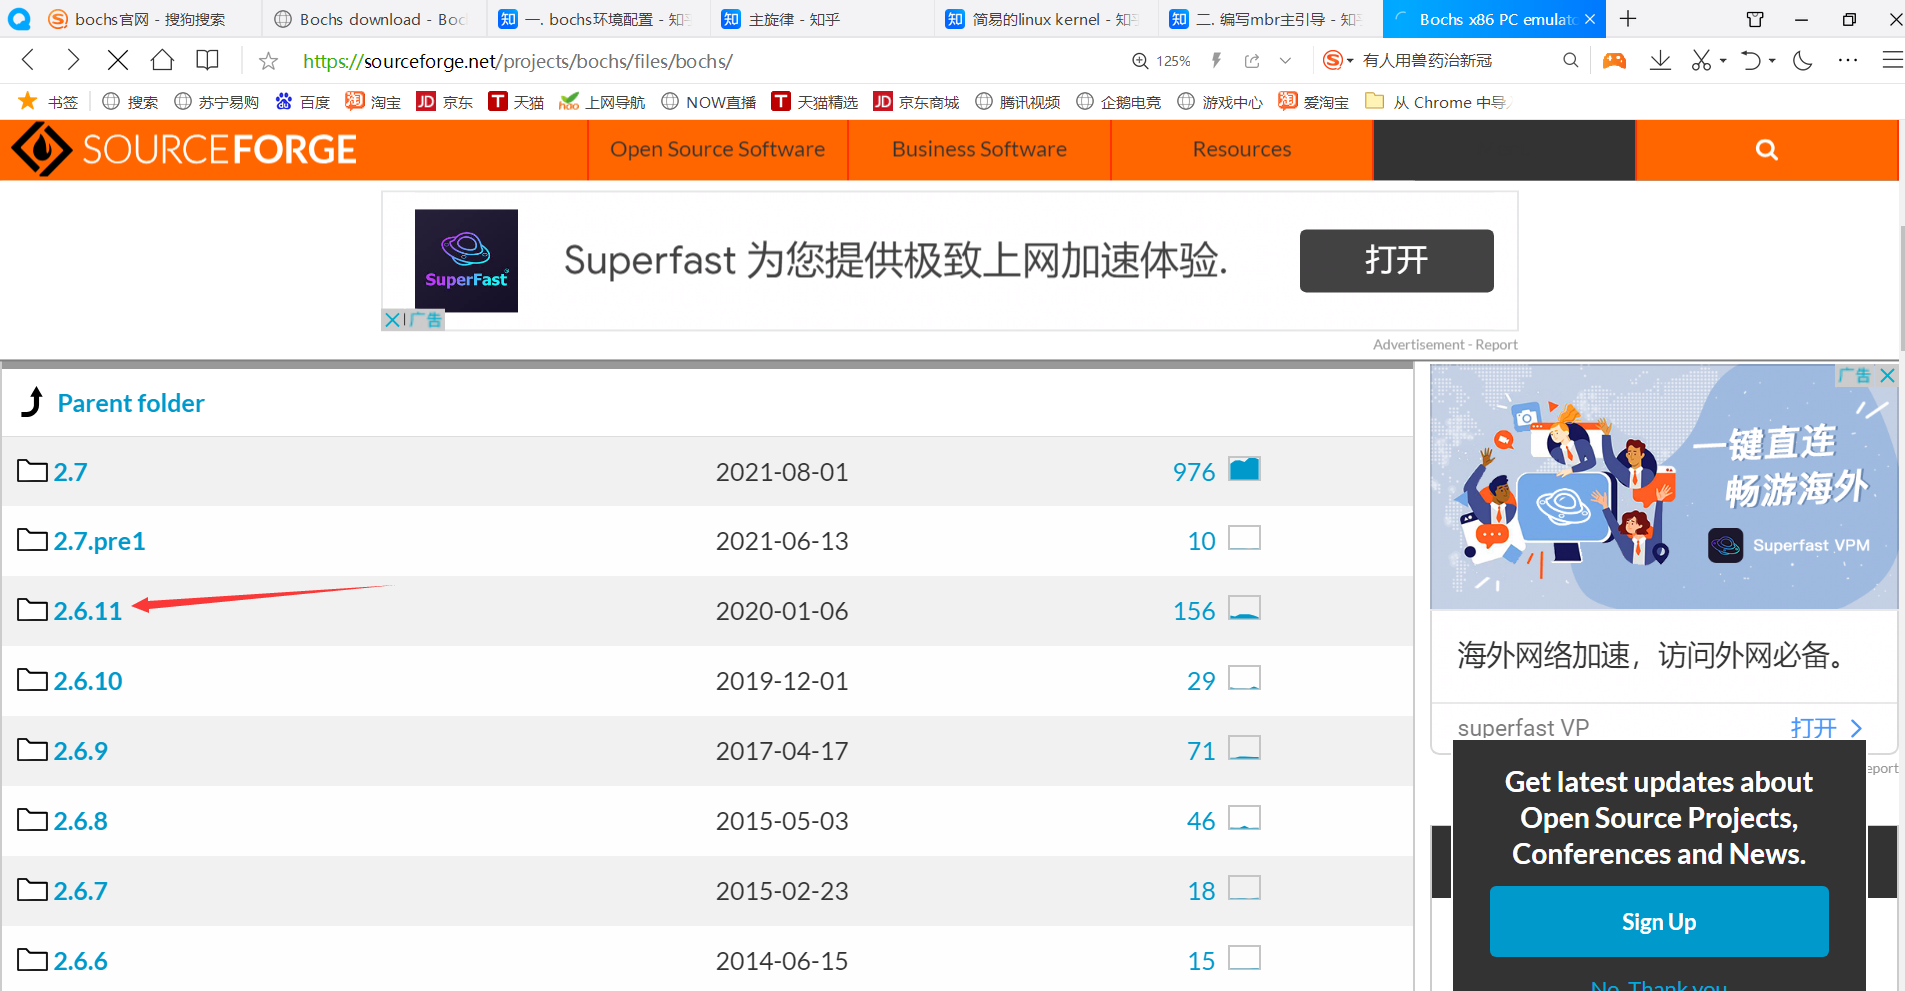 bochs官网 - 搜狗搜索
Bochs download - Boc
一. bochs环境配置 - 知
主旋律 - 知乎
简易的linux kernel - 知
二. 编写mbr主引导 - 知
Bochs x86 PC emulat
https://sourceforge.net/projects/bochs/files/bochs/
125%
有人用兽药治新冠
书签
搜索
苏宁易购
百度
淘宝
京东
天猫
上网导航
NOW直播
天猫精选
京东商城
腾讯视频
企鹅电竞
游戏中心
爱淘宝
从 Chrome 中导
SOURCEFORGE
Open Source Software
Business Software
Resources
SuperFast
Superfast 为您提供极致上网加速体验.
打开
广告
Advertisement - Report
Parent folder
2.7 2021-08-01 976
2.7.pre1 2021-06-13 10
2.6.11 2020-01-06 156
2.6.10 2019-12-01 29
2.6.9 2017-04-17 71
2.6.8 2015-05-03 46
2.6.7 2015-02-23 18
2.6.6 2014-06-15 15
广告
一键直连
畅游海外
Superfast VPM
海外网络加速，访问外网必备。
superfast VP
打开
eport
Get latest updates about
Open Source Projects,
Conferences and News.
Sign Up
No, Thank you